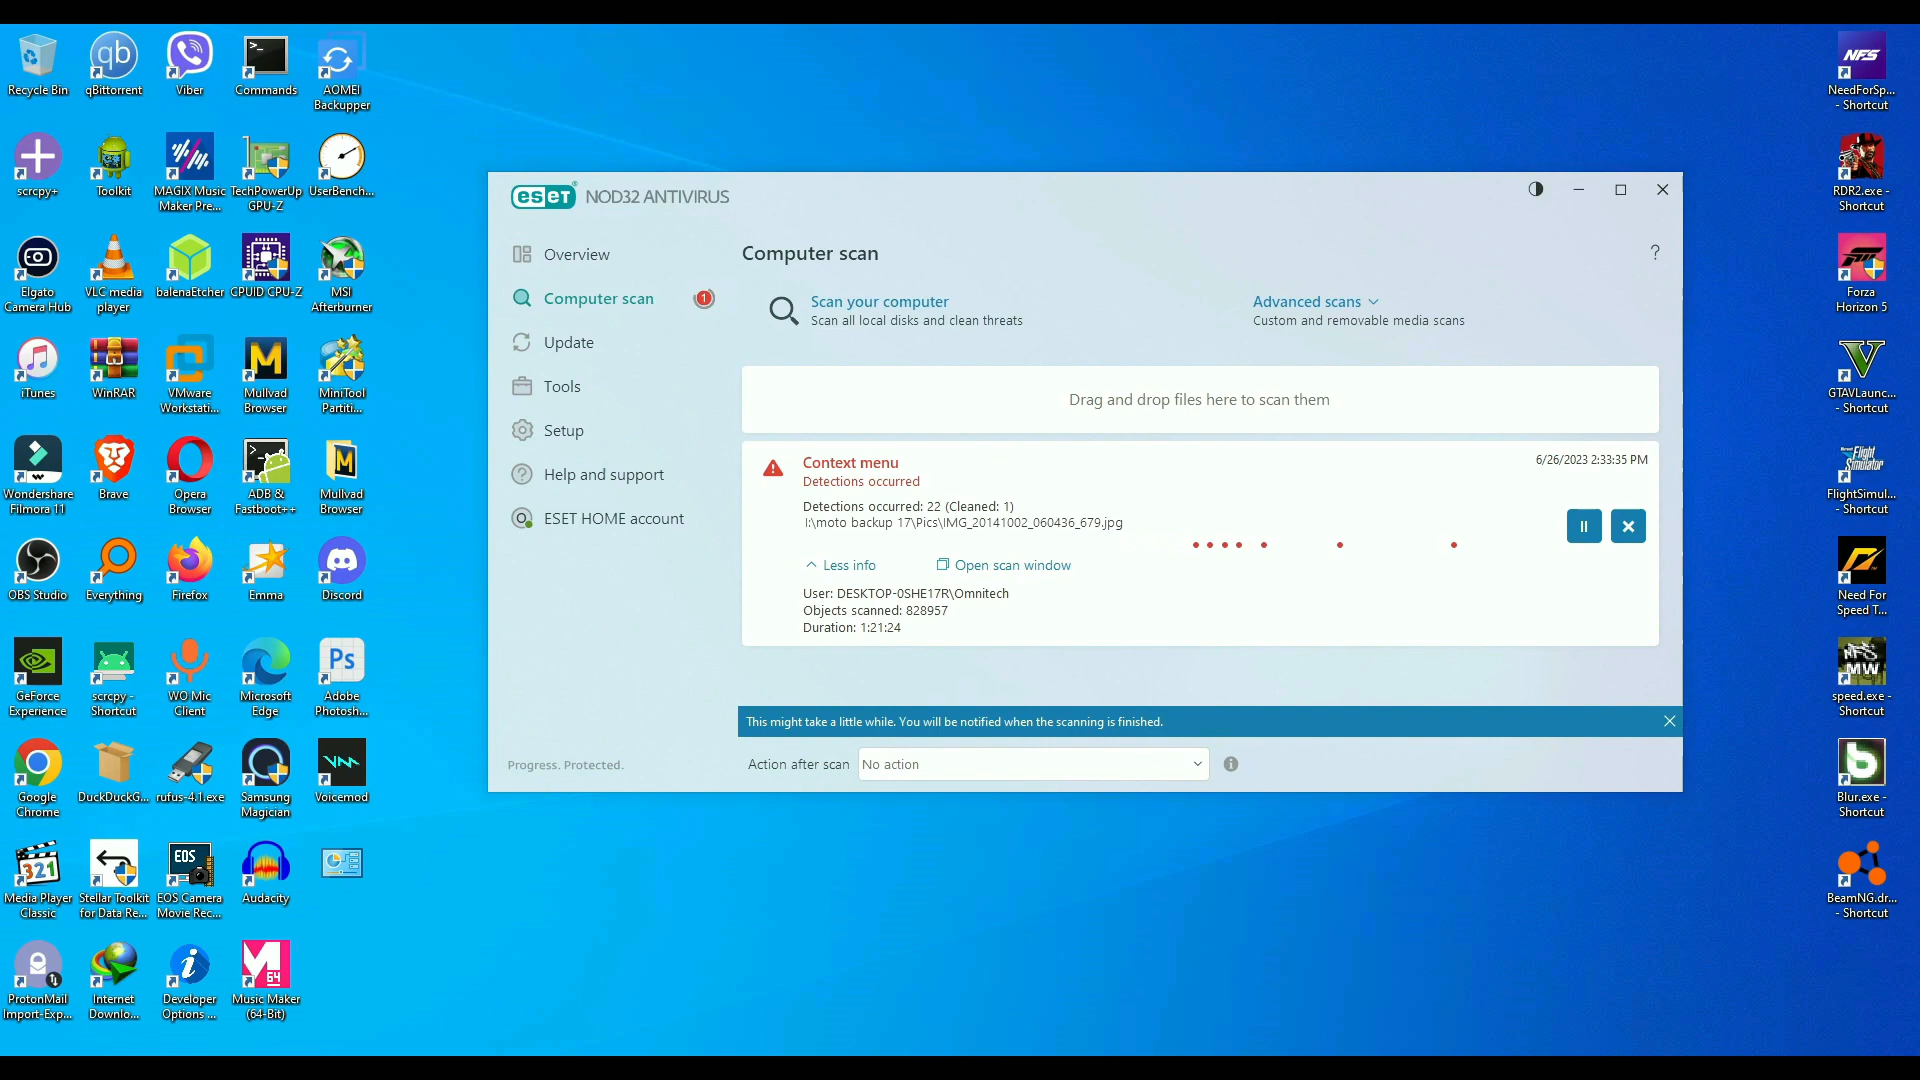 Recycle Bin
qBittorrent
Viber
Commands
AOMEI
Backupper
scrcpy+
Toolkit
MAGIX Music
Maker Pre...
TechPowerUp
GPU-Z
UserBench...
Elgato
Camera Hub
VLC media
player
balenaEtcher
CPUID CPU-Z
MSI
Afterburner
iTunes
WinRAR
VMware
Workstati...
Mullvad
Browser
MiniTool
Partiti...
Wondershare
Filmora 11
Brave
Opera
Browser
ADB &
Fastboot++
Mullvad
Browser
OBS Studio
Everything
Firefox
Emma
Discord
GeForce
Experience
scrcpy -
Shortcut
WO Mic
Client
Microsoft
Edge
Ps
Adobe
Photosh...
Google
Chrome
DuckDuckG...
rufus-4.1.exe
Samsung
Magician
Voicemod
321
Media Player
Classic
Stellar Toolkit
for Data Re...
EOS
EOS Camera
Movie Rec...
Audacity
ProtonMail
Import-Exp...
Internet
Downlo...
Developer
Options ...
64
Music Maker
(64-Bit)
eseT® NOD32 ANTIVIRUS
Overview
Computer scan
1
Update
Tools
Setup
Help and support
ESET HOME account
Progress. Protected.
Computer scan
?
Scan your computer
Scan all local disks and clean threats
Advanced scans
Custom and removable media scans
Drag and drop files here to scan them
Context menu
6/26/2023 2:33:35 PM
Detections occurred
Detections occurred: 22 (Cleaned: 1)
I:\moto backup 17\Pics\IMG_20141002_060436_679.jpg
Less info
Open scan window
User: DESKTOP-0SHE17R\Omnitech
Objects scanned: 828957
Duration: 1:21:24
This might take a little while. You will be notified when the scanning is finished.
Action after scan
No action
NFS
NeedForSp...
- Shortcut
RDR2.exe -
Shortcut
Forza
Horizon 5
GTAVLaunc...
- Shortcut
Flight
Simulator
FlightSimul...
- Shortcut
Need For
Speed T...
NFS
MW
speed.exe -
Shortcut
Blur.exe -
Shortcut
BeamNG.dr...
- Shortcut